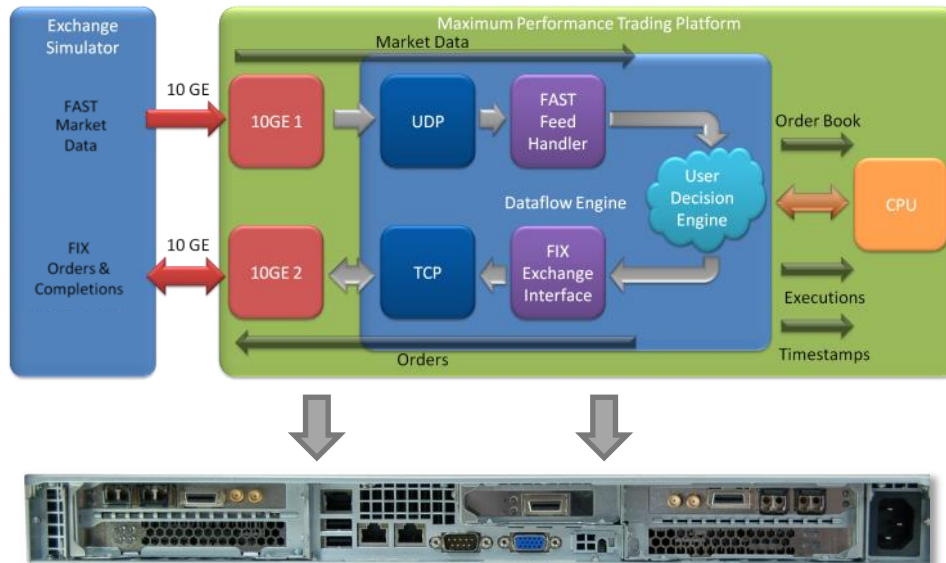 Exchange
Simulator
FAST
Market
Data
FIX
Orders &
Completions
10 GE
10 GE
Maximum Performance Trading Platform
Market Data
10GE 1
UDP
FAST
Feed
Handler
User
Decision
Engine
Dataflow Engine
10GE 2
TCP
FIX
Exchange
Interface
Orders
Order Book
CPU
Executions
Timestamps